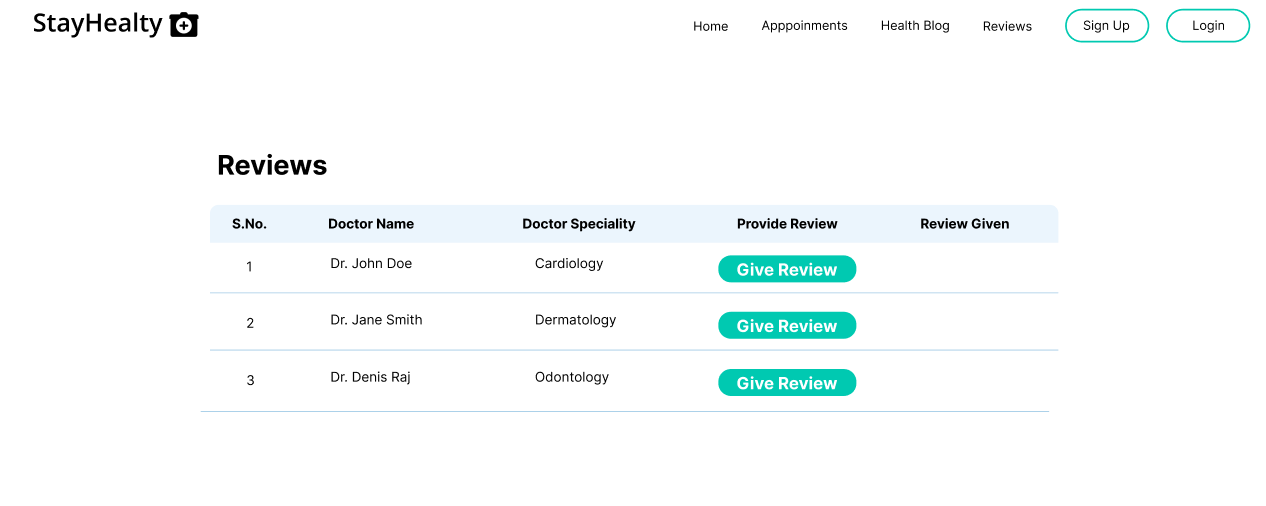 StayHealty
Home Apppoinments Health Blog Reviews Sign Up Login
Reviews
S.No. Doctor Name Doctor Speciality Provide Review Review Given
1 Dr. John Doe Cardiology Give Review
2 Dr. Jane Smith Dermatology Give Review
3 Dr. Denis Raj Odontology Give Review